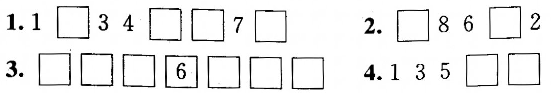 1. 1 □ 3 4 □ □ 7 □ 2. □ 8 6 □ 2
3. □ □ □ 6 □ □ □ 4. 1 3 5 □ □